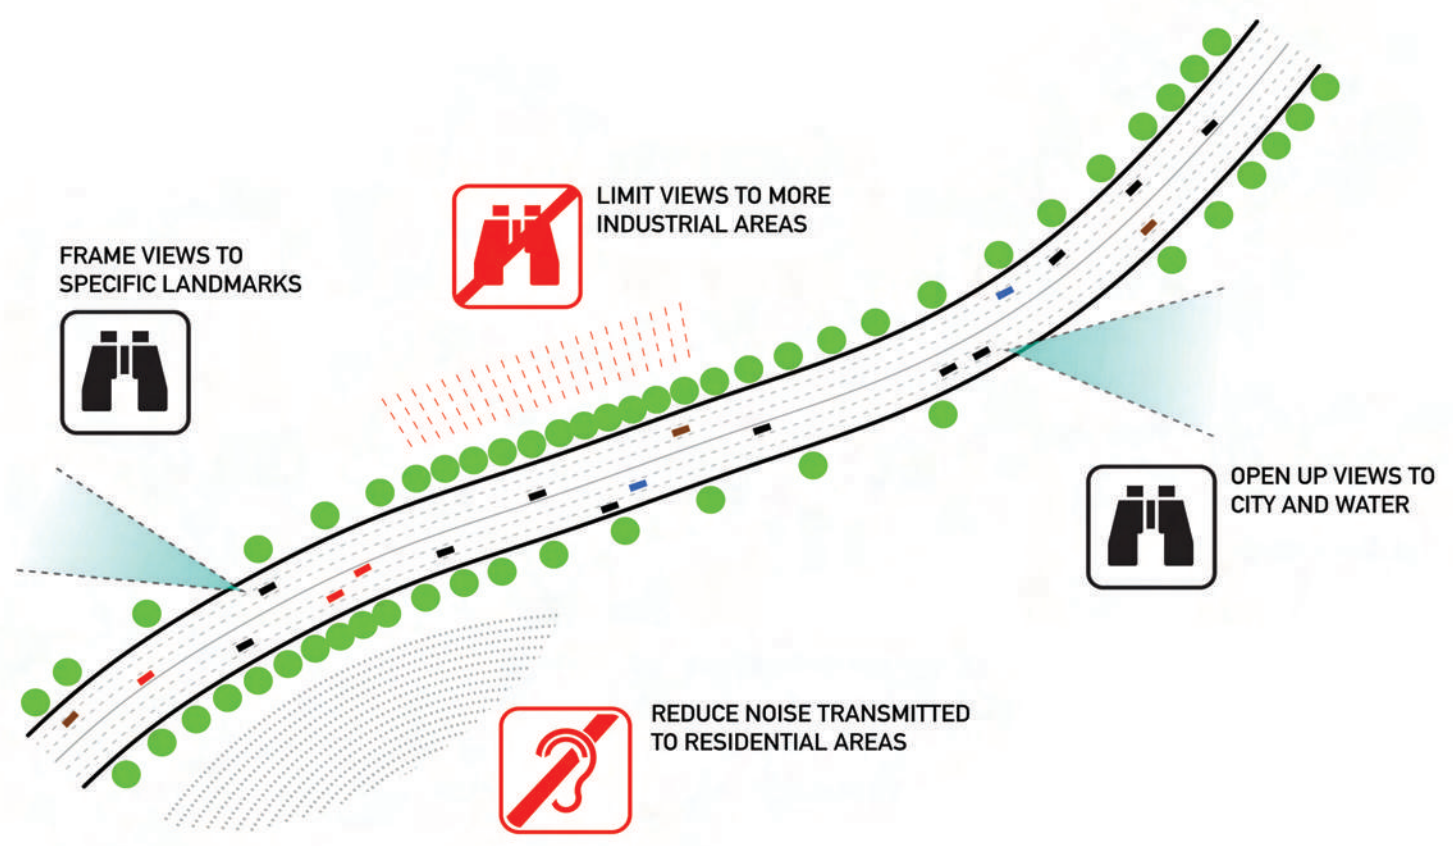 LIMIT VIEWS TO MORE
INDUSTRIAL AREAS
FRAME VIEWS TO
SPECIFIC LANDMARKS
OPEN UP VIEWS TO
CITY AND WATER
REDUCE NOISE TRANSMITTED
TO RESIDENTIAL AREAS